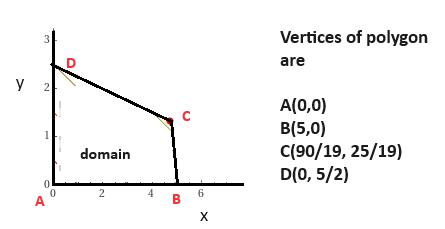 3
D
y
2
C
1
domain
0
A
0
2
4
B
6
x
Vertices of polygon
are
A(0,0)
B(5,0)
C(90/19, 25/19)
D(0, 5/2)